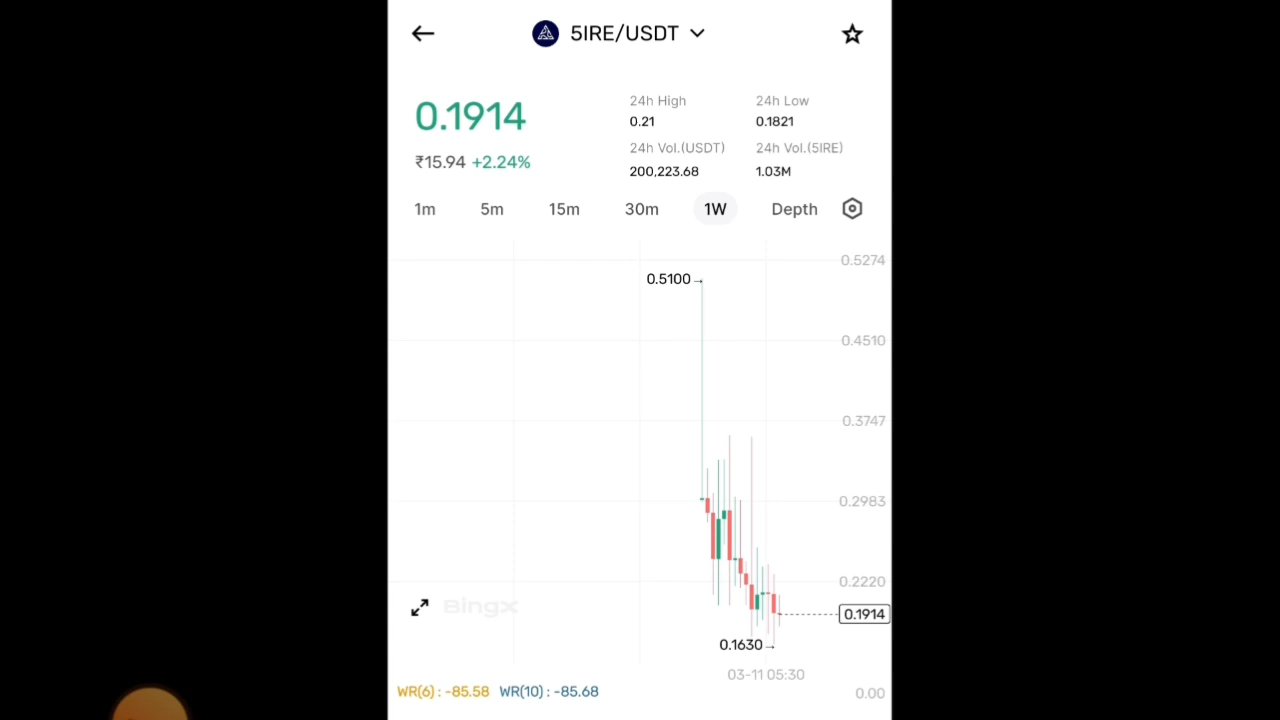 5IRE/USDT
0.1914
₹15.94 +2.24%
24h High 24h Low
0.21 0.1821
24h Vol.(USDT) 24h Vol.(5IRE)
200,223.68 1.03M
1m 5m 15m 30m 1W Depth
0.5274
0.5100
0.4510
0.3747
0.2983
0.2220
BingX
0.1914
0.1630
03-11 05:30
WR(6) : -85.58 WR(10) : -85.68
0.00